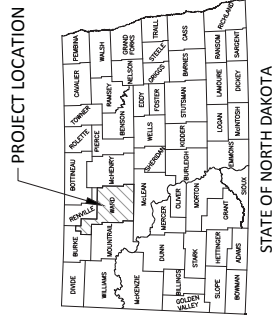 PROJECT LOCATION
DIVIDE
BURKE
RENVILLE
BOTTINEAU
ROLETTE
TOWNER
CAVALIER
PEMBINA
WILLIAMS
MOUNTRAIL
WARD
McHENRY
PIERCE
BENSON
RAMSEY
WALSH
NELSON
GRAND
FORKS
McKENZIE
DUNN
McLEAN
MERCER
OLIVER
SHERIDAN
WELLS
EDDY
FOSTER
GRIGGS
STEELE
TRAILL
GOLDEN
VALLEY
BILLINGS
STARK
MORTON
BURLEIGH
KIDDER
STUTSMAN
BARNES
CASS
SLOPE
HETTINGER
GRANT
BOWMAN
ADAMS
SIOUX
EMMONS
LOGAN
McINTOSH
LAMOURE
DICKEY
RANSOM
SARGENT
RICHLAND
STATE OF NORTH DAKOTA